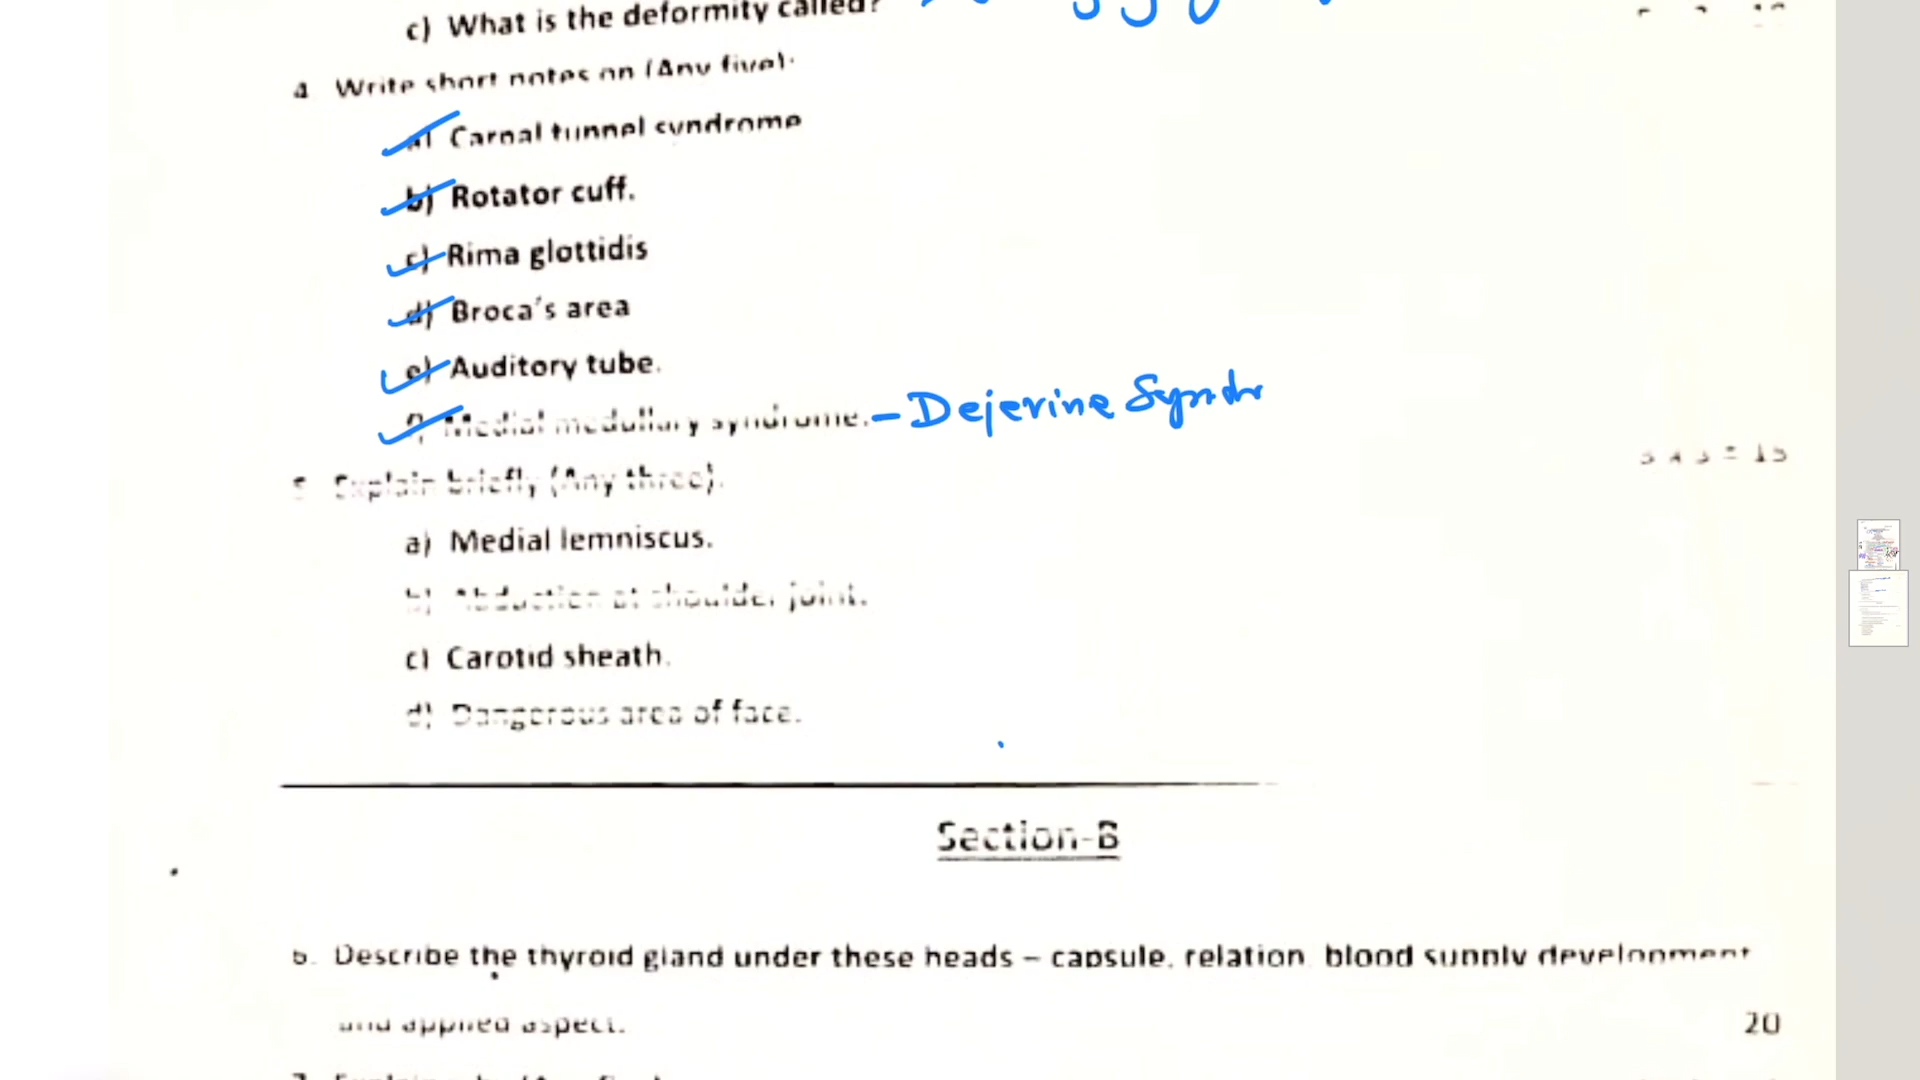 c) What is the deformity called?
4. Write short notes on (Any five):
a) Carpal tunnel syndrome
b) Rotator cuff.
c) Rima glottidis
d) Broca's area
e) Auditory tube.
f) Medial medullary syndrome. – Dejerine Syndr
5 x 3 = 15
5. Explain briefly (Any three).
a) Medial lemniscus.
b) Abduction at shoulder joint.
c) Carotid sheath.
d) Dangerous area of face.
Section-B
6. Describe the thyroid gland under these heads – capsule, relation, blood supply development
and applied aspect.
20